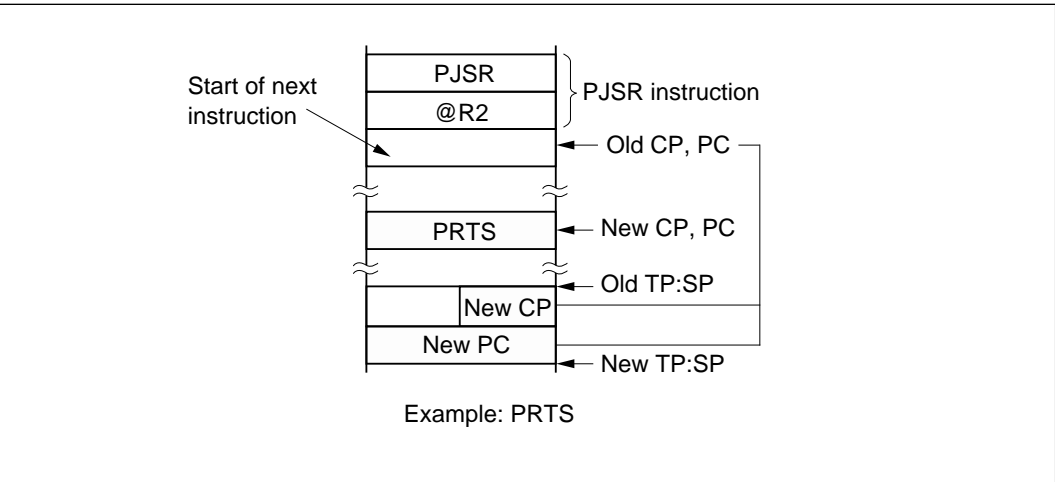 PJSR
Start of next
instruction
PJSR instruction
@R2
Old CP, PC
PRTS
New CP, PC
Old TP:SP
New CP
New PC
New TP:SP
Example: PRTS